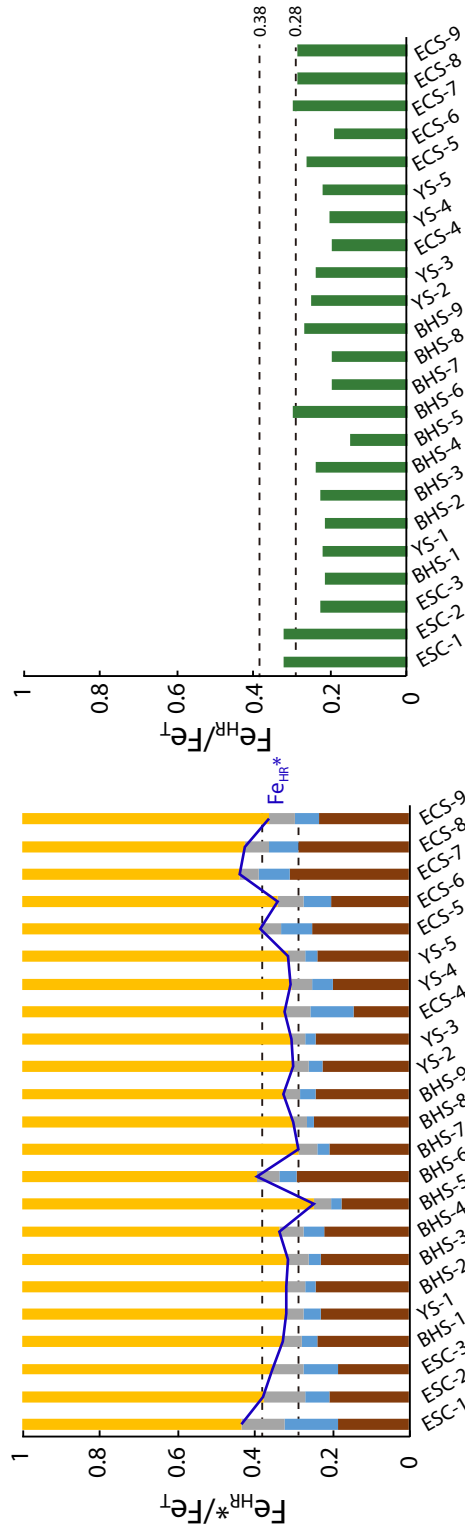 Fe_HR*/Fe_T
1
0.8
0.6
0.4
0.2
0
Fe_HR*
ESC-1
ESC-2
ESC-3
BHS-1
YS-1
BHS-2
BHS-3
BHS-4
BHS-5
BHS-6
BHS-7
BHS-8
BHS-9
YS-2
YS-3
ECS-4
YS-4
YS-5
ECS-5
ECS-6
ECS-7
ECS-8
ECS-9
Fe_HR/Fe_T
1
0.8
0.6
0.4
0.2
0
0.38
0.28
ESC-1
ESC-2
ESC-3
BHS-1
YS-1
BHS-2
BHS-3
BHS-4
BHS-5
BHS-6
BHS-7
BHS-8
BHS-9
YS-2
YS-3
ECS-4
YS-4
YS-5
ECS-5
ECS-6
ECS-7
ECS-8
ECS-9